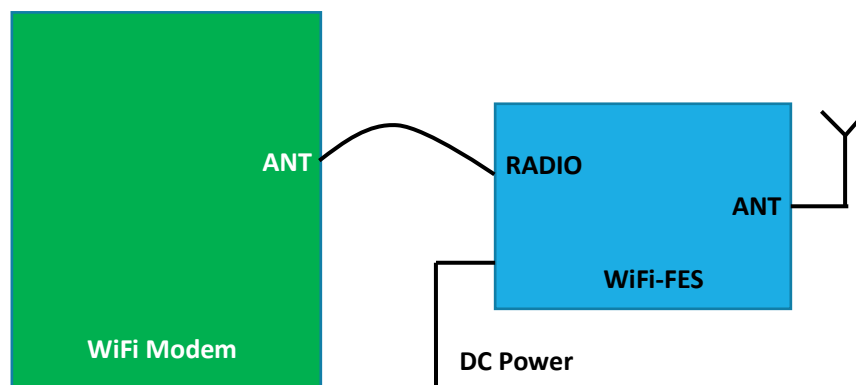 ANT
RADIO
ANT
WiFi-FES
WiFi Modem
DC Power